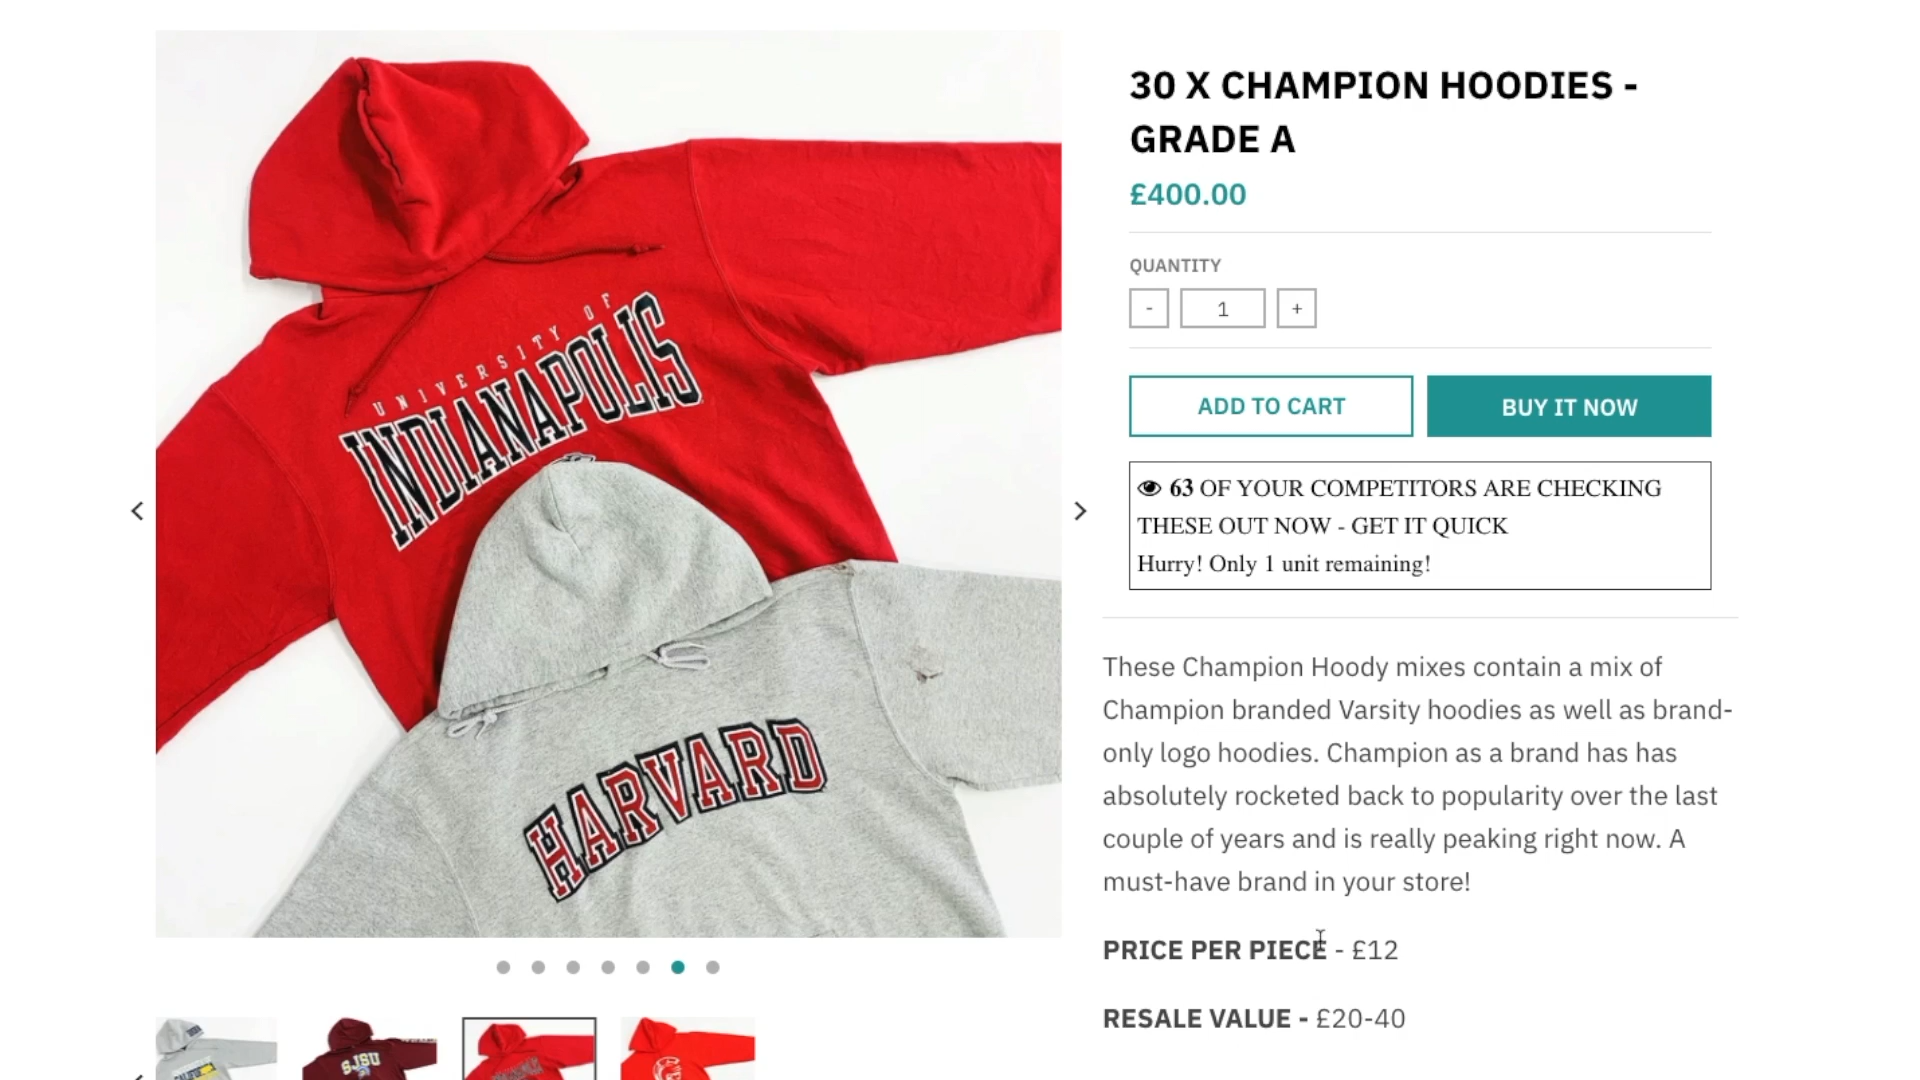 30 X CHAMPION HOODIES -
GRADE A
£400.00
QUANTITY
- 1 +
ADD TO CART
BUY IT NOW
63 OF YOUR COMPETITORS ARE CHECKING
THESE OUT NOW - GET IT QUICK
Hurry! Only 1 unit remaining!
These Champion Hoody mixes contain a mix of
Champion branded Varsity hoodies as well as brand-
only logo hoodies. Champion as a brand has has
absolutely rocketed back to popularity over the last
couple of years and is really peaking right now. A
must-have brand in your store!
PRICE PER PIECE - £12
RESALE VALUE - £20-40
UNIVERSITY OF
INDIANAPOLIS
HARVARD
SJSU